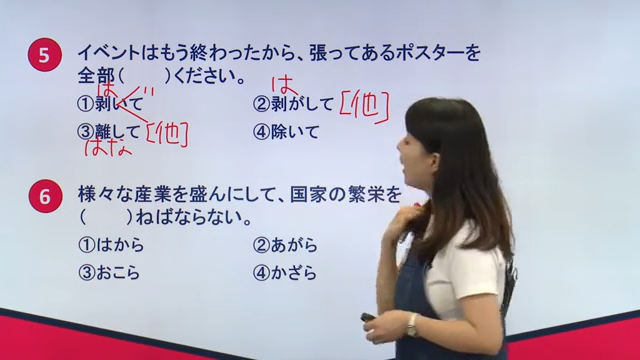 5 イベントはもう終わったから、張ってあるポスターを
全部(　　)ください。
は ぐ は
①剥いて ②剥がして [他]
③離して [他] ④除いて
はな
6 様々な産業を盛んにして、国家の繁栄を
(　　)ねばならない。
①はから ②あがら
③おこら ④かざら